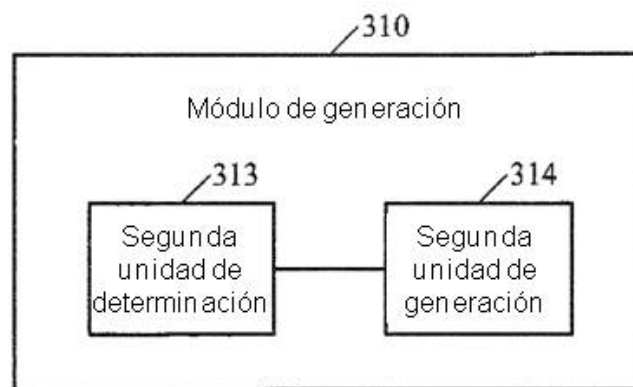 310
Módulo de generación
313
314
Segunda
unidad de
determinación
Segunda
unidad de
generación